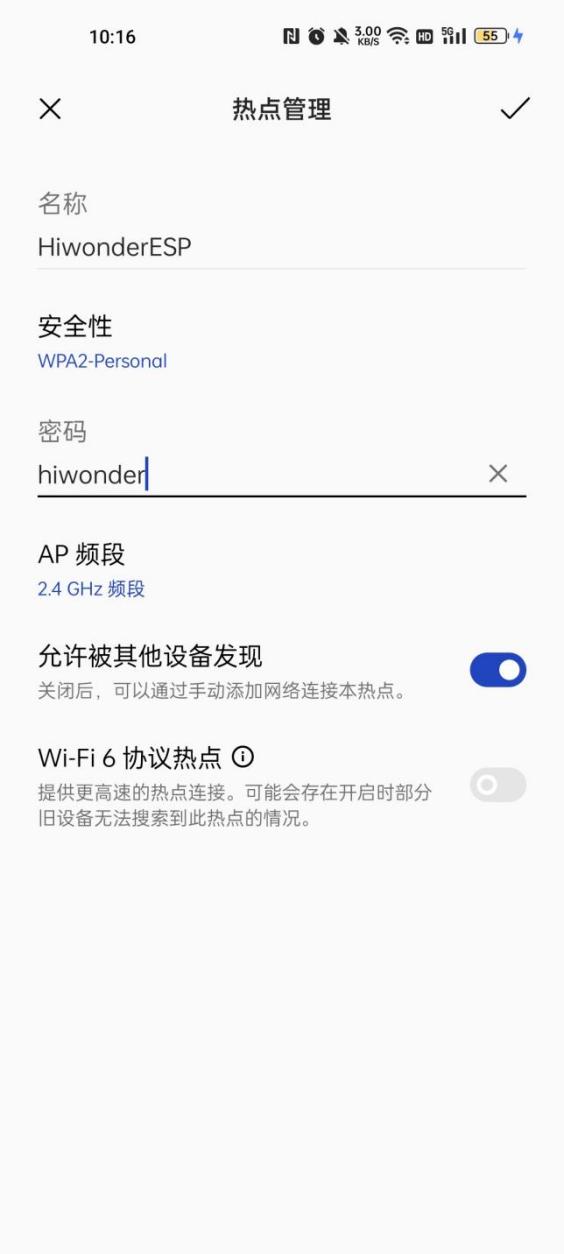 10:16
3.00
KB/S
HD
5G
55
热点管理
名称
HiwonderESP
安全性
WPA2-Personal
密码
hiwonder
AP 频段
2.4 GHz 频段
允许被其他设备发现
关闭后，可以通过手动添加网络连接本热点。
Wi-Fi 6 协议热点
提供更高速的热点连接。可能会存在开启时部分
旧设备无法搜索到此热点的情况。